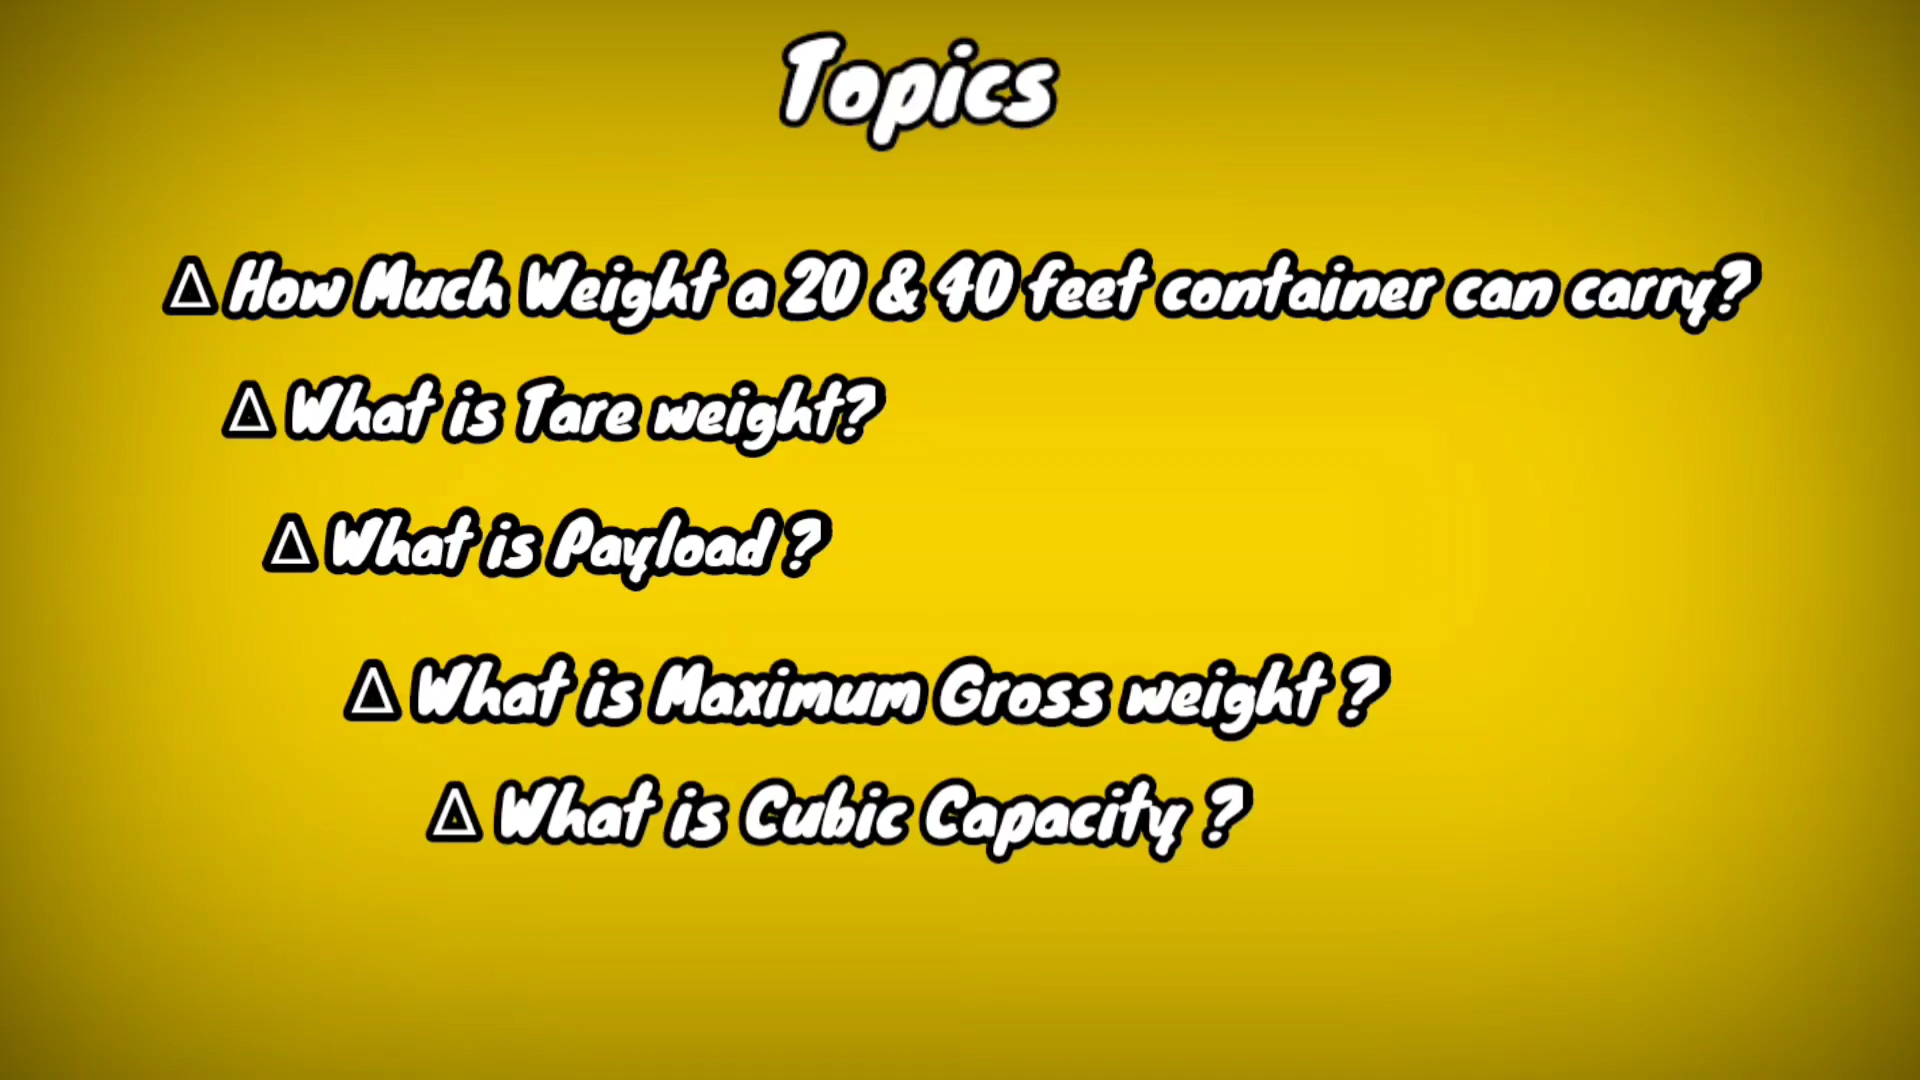 Topics
∆ How Much Weight a 20 & 40 feet container can carry?
∆ What is Tare weight?
∆ What is Payload ?
∆ What is Maximum Gross weight ?
∆ What is Cubic Capacity ?